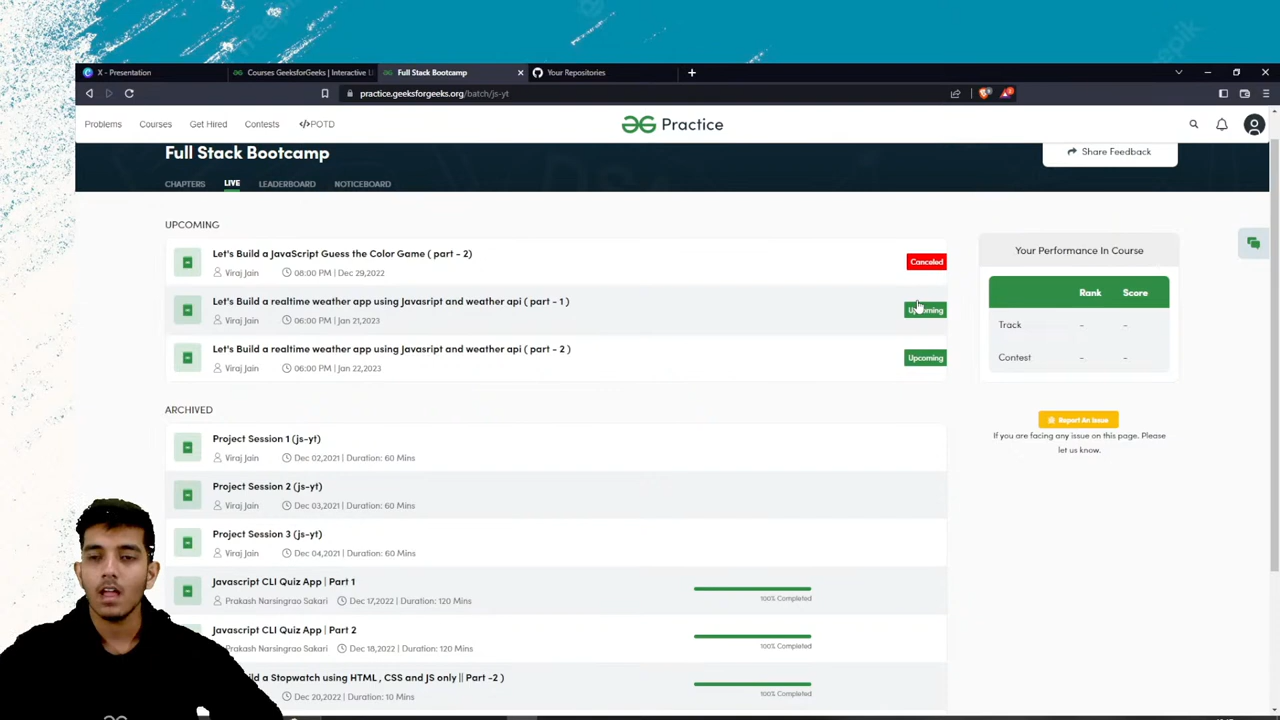 X - Presentation
Courses GeeksforGeeks | Interactive Li
Full Stack Bootcamp
Your Repositories
practice.geeksforgeeks.org/batch/js-yt
Problems
Courses
Get Hired
Contests
</>POTD
Practice
Full Stack Bootcamp
Share Feedback
CHAPTERS
LIVE
LEADERBOARD
NOTICEBOARD
UPCOMING
Let's Build a JavaScript Guess the Color Game ( part - 2)
Viraj Jain 08:00 PM | Dec 29,2022
Canceled
Let's Build a realtime weather app using Javasript and weather api ( part - 1 )
Viraj Jain 06:00 PM | Jan 21,2023
Upcoming
Let's Build a realtime weather app using Javasript and weather api ( part - 2 )
Viraj Jain 06:00 PM | Jan 22,2023
Upcoming
Your Performance In Course
Rank Score
Track - -
Contest - -
Report An Issue
If you are facing any issue on this page. Please
let us know.
ARCHIVED
Project Session 1 (js-yt)
Viraj Jain Dec 02,2021 | Duration: 60 Mins
Project Session 2 (js-yt)
Viraj Jain Dec 03,2021 | Duration: 60 Mins
Project Session 3 (js-yt)
Viraj Jain Dec 04,2021 | Duration: 60 Mins
Javascript CLI Quiz App | Part 1
Prakash Narsingrao Sakari Dec 17,2022 | Duration: 120 Mins
100% Completed
Javascript CLI Quiz App | Part 2
Prakash Narsingrao Sakari Dec 18,2022 | Duration: 120 Mins
100% Completed
ild a Stopwatch using HTML , CSS and JS only || Part -2 )
Dec 20,2022 | Duration: 10 Mins
100% Completed